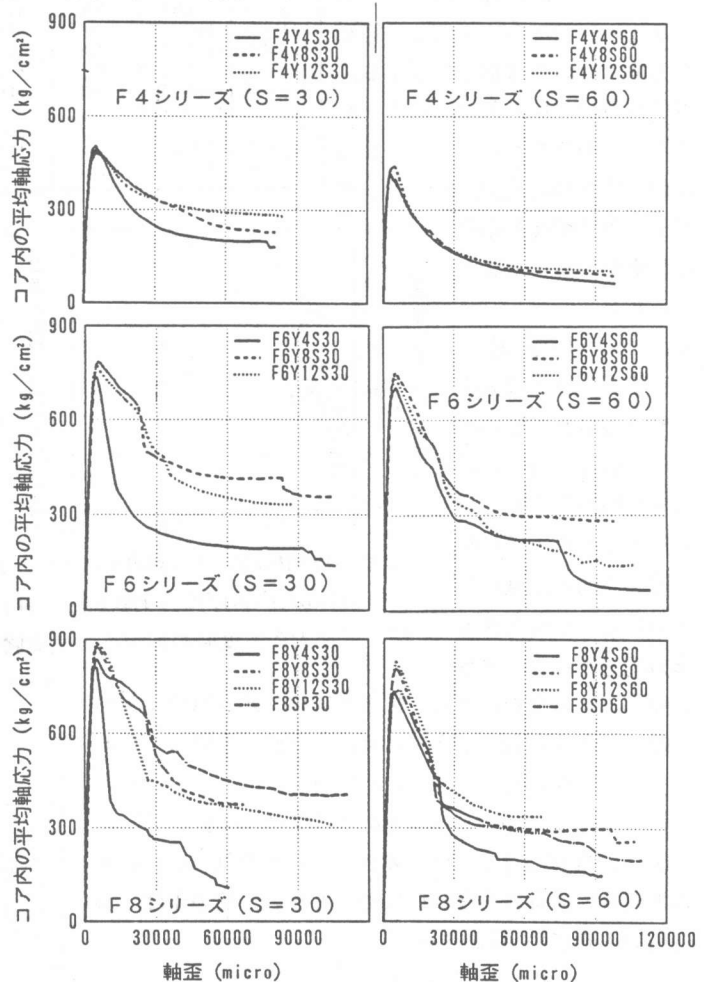 コア内の平均軸応力 (kg/cm²)
900
600
300
0
F4Y4S30
F4Y8S30
F4Y12S30
F4シリーズ (S=30)
F4Y4S60
F4Y8S60
F4Y12S60
F4シリーズ (S=60)
コア内の平均軸応力 (kg/cm²)
900
600
300
0
F6Y4S30
F6Y8S30
F6Y12S30
F6シリーズ (S=30)
F6Y4S60
F6Y8S60
F6Y12S60
F6シリーズ (S=60)
コア内の平均軸応力 (kg/cm²)
900
600
300
0
F8Y4S30
F8Y8S30
F8Y12S30
F8SP30
F8シリーズ (S=30)
F8Y4S60
F8Y8S60
F8Y12S60
F8SP60
F8シリーズ (S=60)
0 30000 60000 90000
0 30000 60000 90000 120000
軸歪 (micro)
軸歪 (micro)